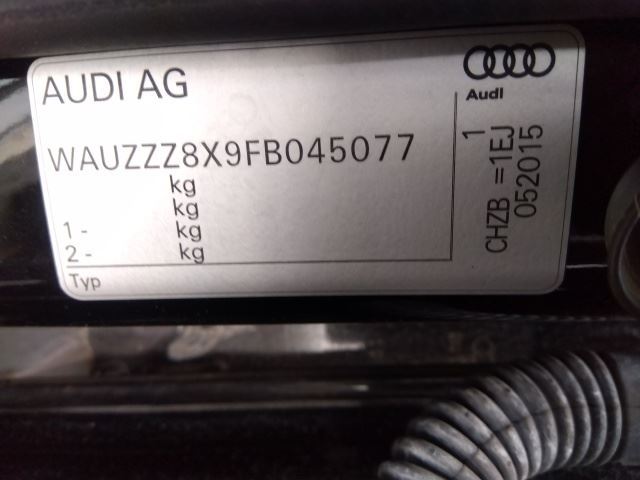 AUDI AG
Audi
WAUZZZ8X9FB045077
kg
kg
1 - kg
2 - kg
Typ
1
CHZB =1EJ
052015